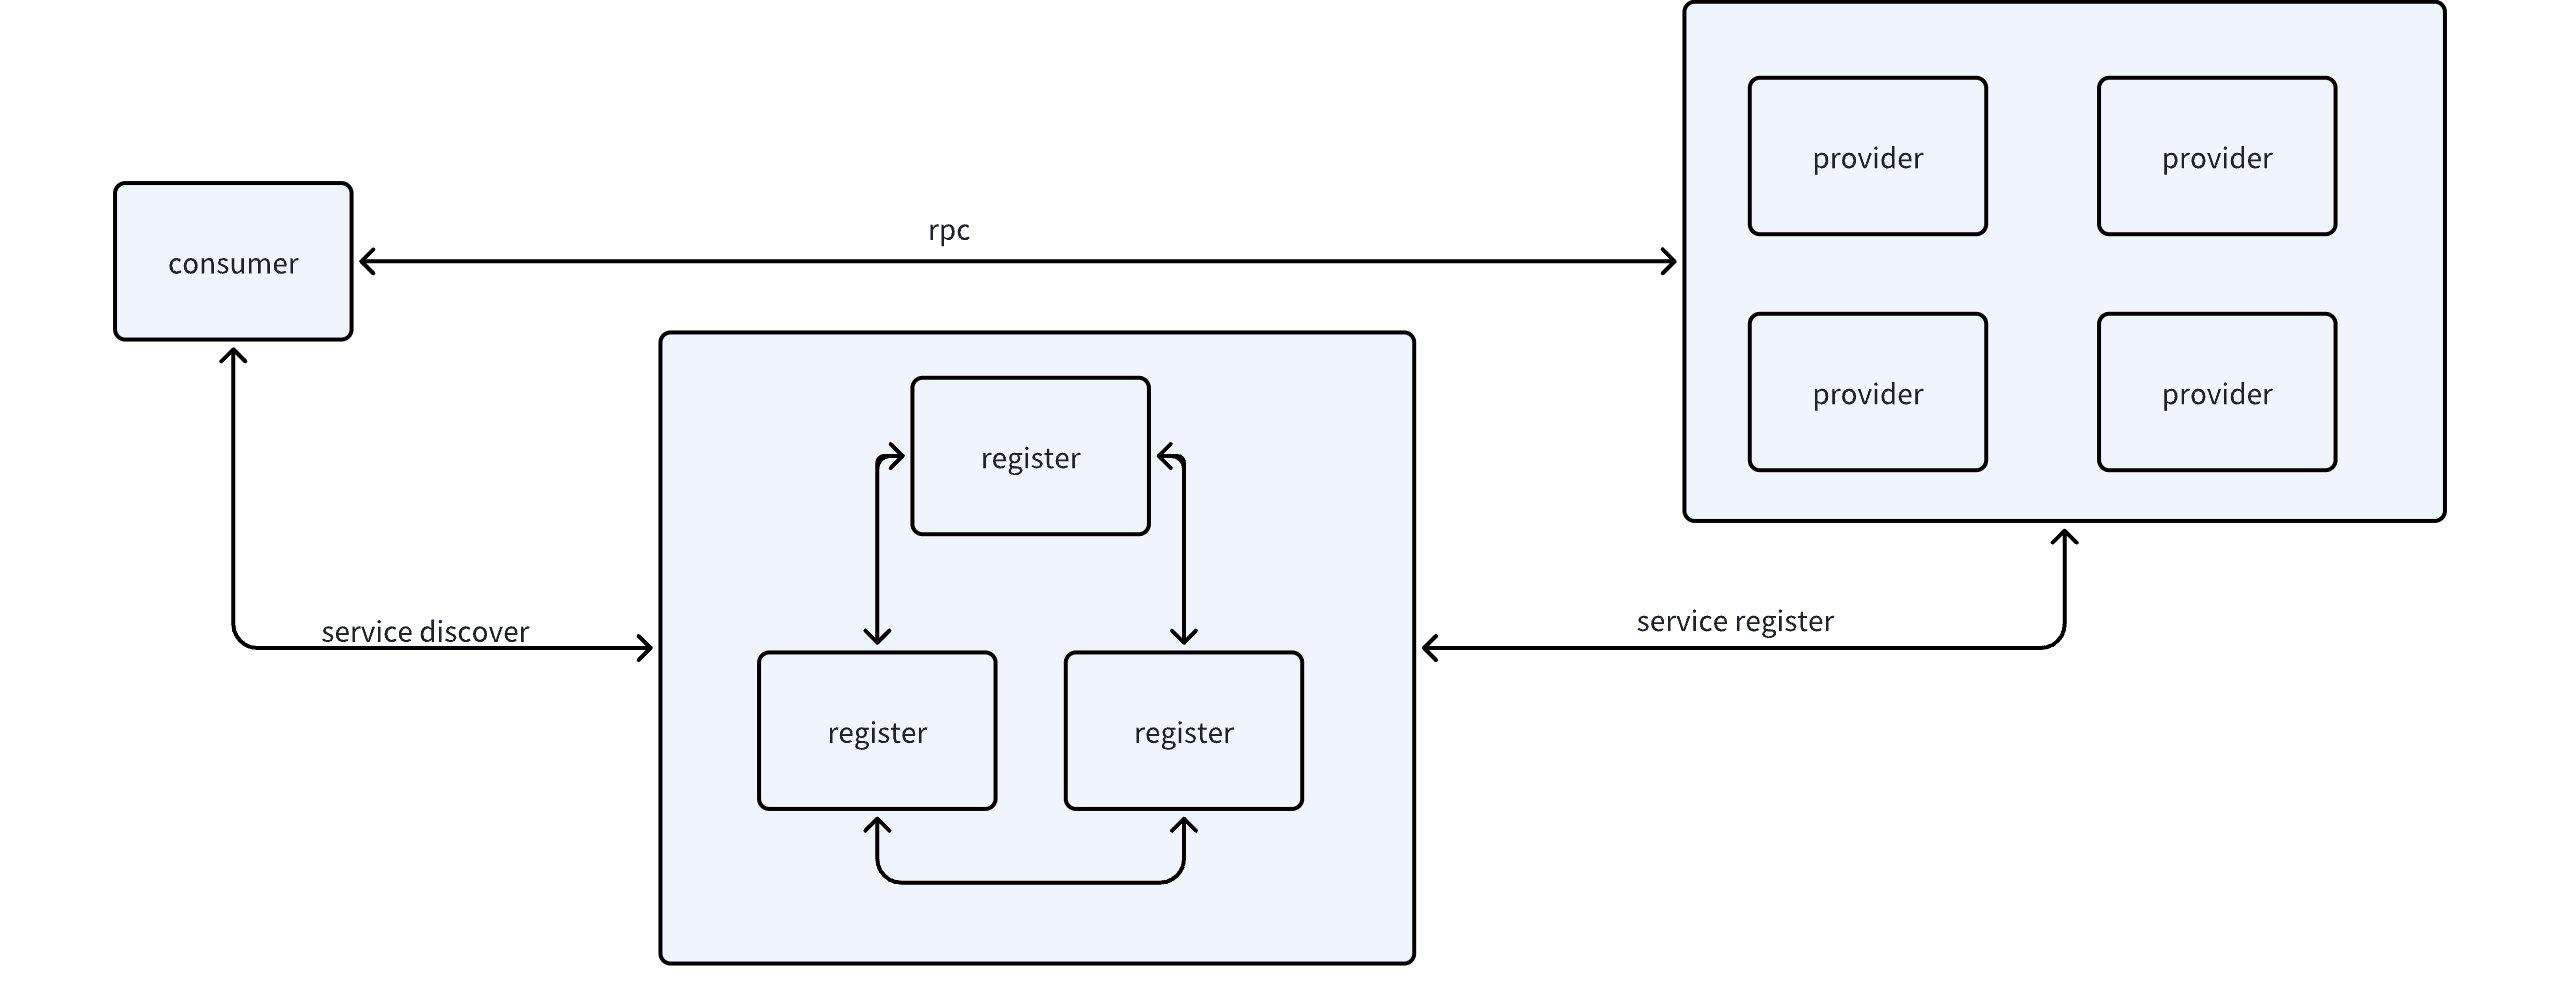 provider
provider
rpc
consumer
provider
provider
register
service discover
service register
register
register